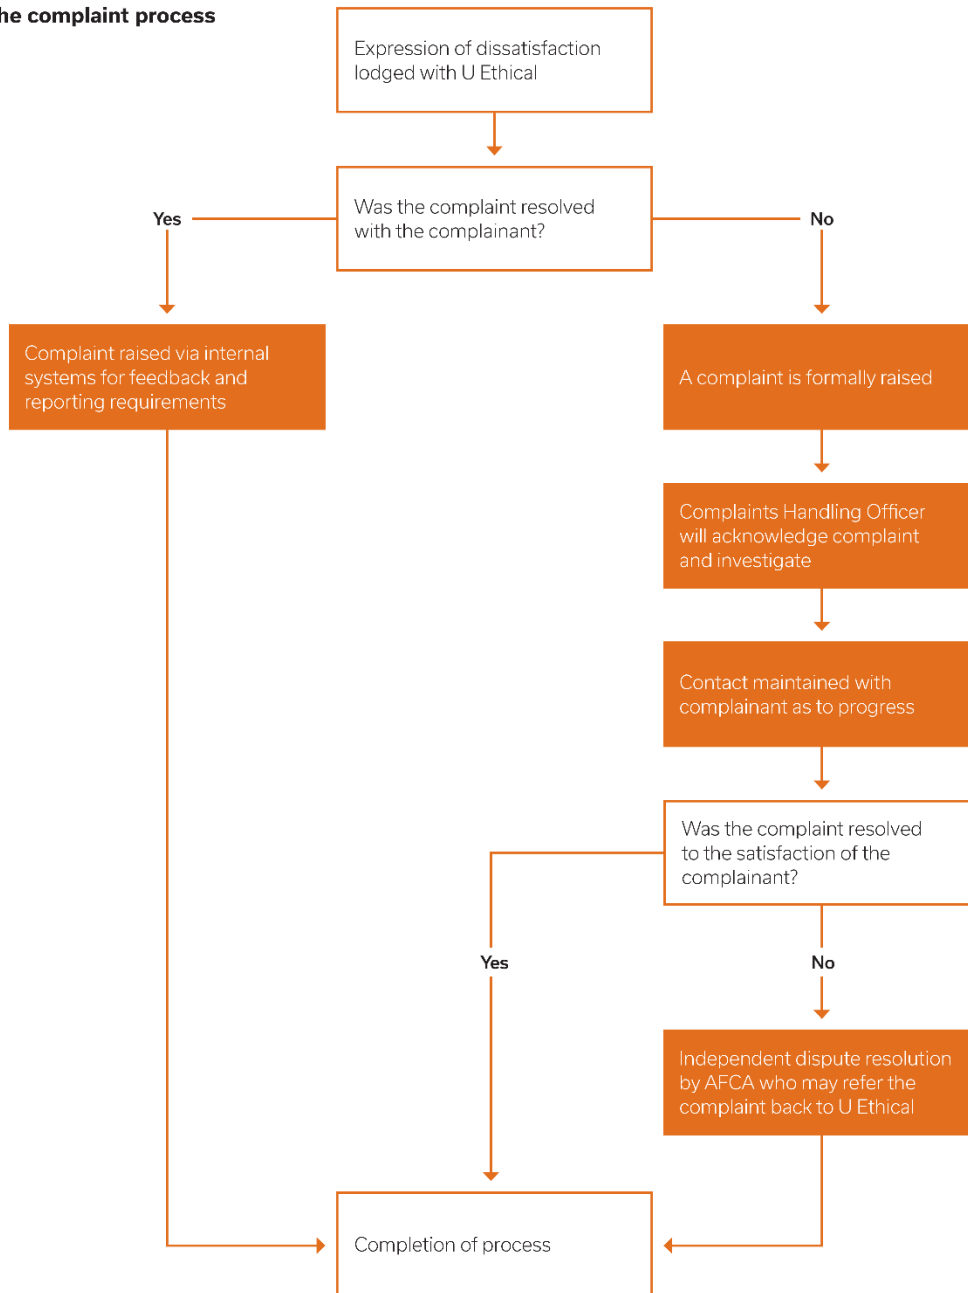 he complaint process
Expression of dissatisfaction
lodged with U Ethical
Was the complaint resolved
with the complainant?
Yes
No
Complaint raised via internal
systems for feedback and
reporting requirements
A complaint is formally raised
Complaints Handling Officer
will acknowledge complaint
and investigate
Contact maintained with
complainant as to progress
Was the complaint resolved
to the satisfaction of the
complainant?
Yes
No
Independent dispute resolution
by AFCA who may refer the
complaint back to U Ethical
Completion of process